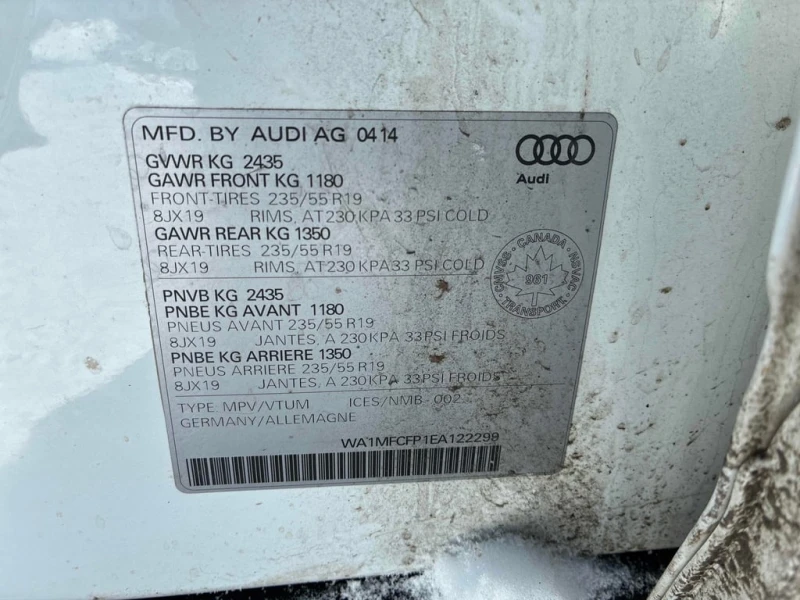 MFD. BY AUDI AG 04 14
GVWR KG 2435
GAWR FRONT KG 1180
FRONT-TIRES 235/55 R19
8JX19 RIMS, AT 230 KPA 33 PSI COLD
GAWR REAR KG 1350
REAR-TIRES 235/55 R19
8JX19 RIMS, AT 230 KPA 33 PSI COLD
Audi
CMVSS - CANADA - NSVAC
961
TRANSPORT
PNVB KG 2435
PNBE KG AVANT 1180
PNEUS AVANT 235/55 R19
8JX19 JANTES, A 230 KPA 33 PSI FROIDS
PNBE KG ARRIERE 1350
PNEUS ARRIERE 235/55 R19
8JX19 JANTES, A 230 KPA 33 PSI FROIDS
TYPE: MPV/VTUM ICES/NMB-002
GERMANY/ALLEMAGNE
WA1MFCFP1EA122299